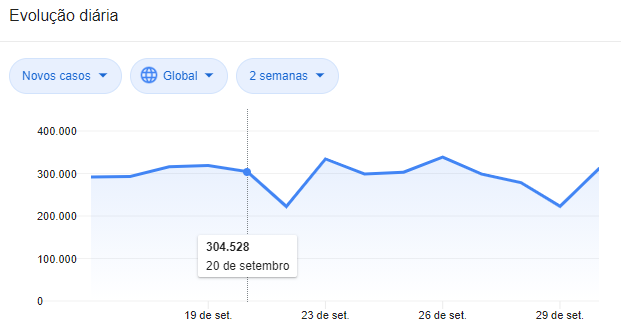 Evolução diária
Novos casos
Global
2 semanas
400.000
300.000
200.000
100.000
0
304.528
20 de setembro
19 de set.
23 de set.
26 de set.
29 de set.